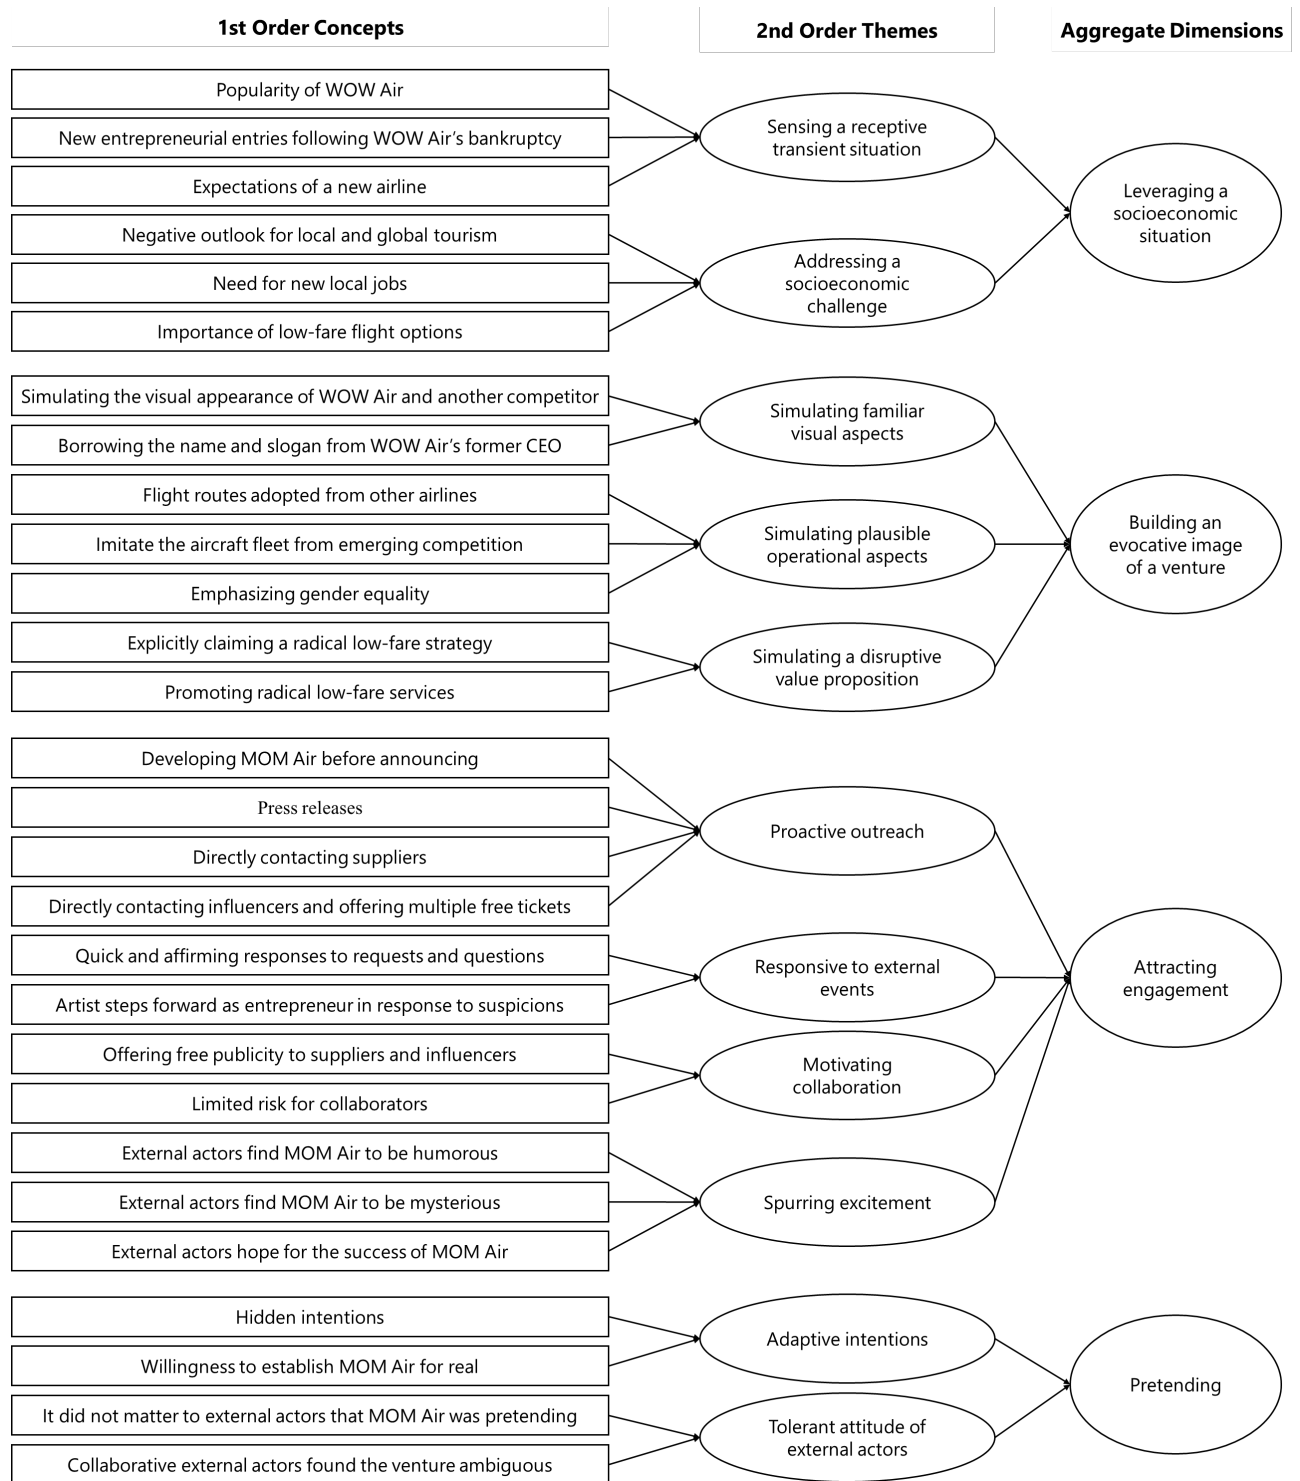 1st Order Concepts
2nd Order Themes
Aggregate Dimensions
Popularity of WOW Air
New entrepreneurial entries following WOW Air’s bankruptcy
Expectations of a new airline
Negative outlook for local and global tourism
Need for new local jobs
Importance of low-fare flight options
Sensing a receptive
transient situation
Addressing a
socioeconomic
challenge
Leveraging a
socioeconomic
situation
Simulating the visual appearance of WOW Air and another competitor
Borrowing the name and slogan from WOW Air’s former CEO
Flight routes adopted from other airlines
Imitate the aircraft fleet from emerging competition
Emphasizing gender equality
Explicitly claiming a radical low-fare strategy
Promoting radical low-fare services
Simulating familiar
visual aspects
Simulating plausible
operational aspects
Simulating a disruptive
value proposition
Building an
evocative image
of a venture
Developing MOM Air before announcing
Press releases
Directly contacting suppliers
Directly contacting influencers and offering multiple free tickets
Quick and affirming responses to requests and questions
Artist steps forward as entrepreneur in response to suspicions
Offering free publicity to suppliers and influencers
Limited risk for collaborators
External actors find MOM Air to be humorous
External actors find MOM Air to be mysterious
External actors hope for the success of MOM Air
Proactive outreach
Responsive to external
events
Motivating
collaboration
Spurring excitement
Attracting
engagement
Hidden intentions
Willingness to establish MOM Air for real
It did not matter to external actors that MOM Air was pretending
Collaborative external actors found the venture ambiguous
Adaptive intentions
Tolerant attitude of
external actors
Pretending